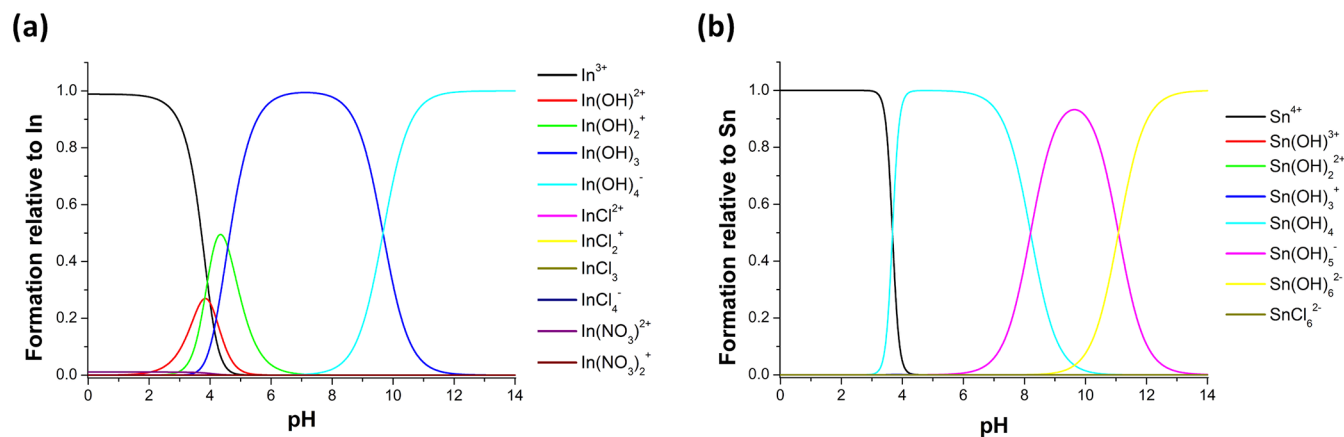 (a)
Formation relative to In
1.0
0.8
0.6
0.4
0.2
0.0
0 2 4 6 8 10 12 14
pH
In³⁺
In(OH)²⁺
In(OH)₂⁺
In(OH)₃
In(OH)₄⁻
InCl²⁺
InCl₂⁺
InCl₃
InCl₄⁻
In(NO₃)²⁺
In(NO₃)₂⁺
(b)
Formation relative to Sn
1.0
0.8
0.6
0.4
0.2
0.0
0 2 4 6 8 10 12 14
pH
Sn⁴⁺
Sn(OH)³⁺
Sn(OH)₂²⁺
Sn(OH)₃⁺
Sn(OH)₄
Sn(OH)₅⁻
Sn(OH)₆²⁻
SnCl₆²⁻